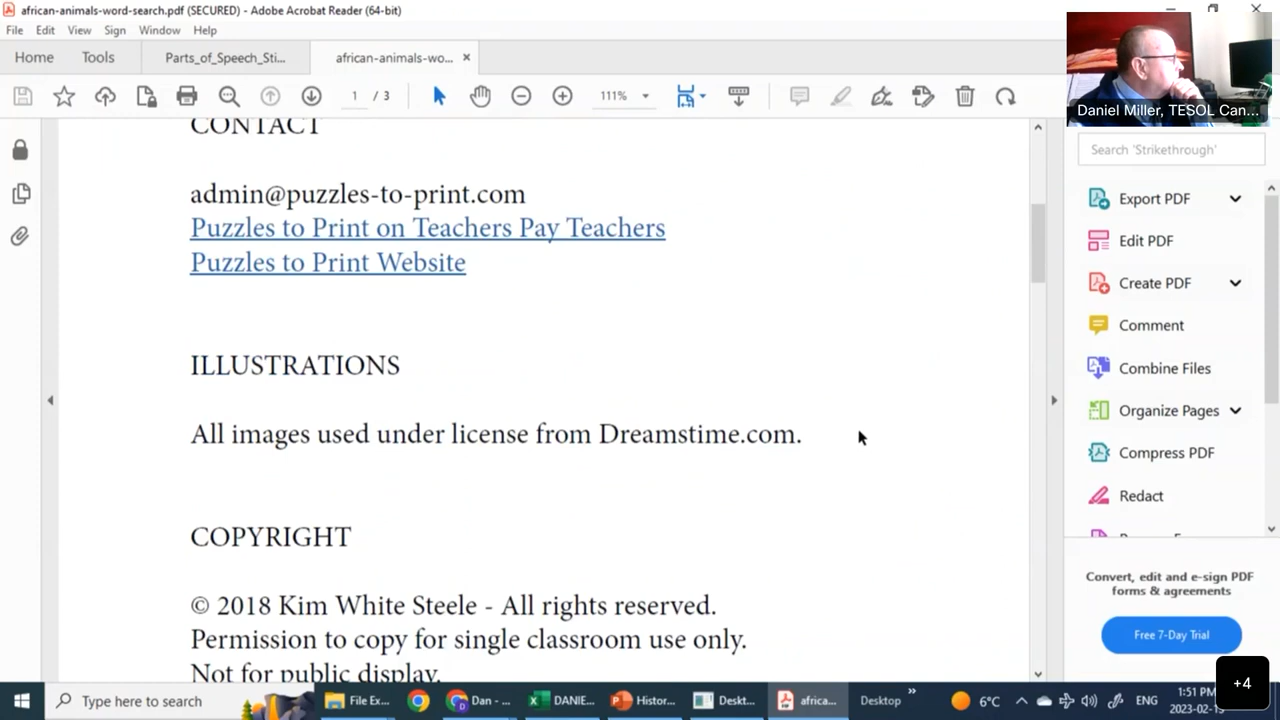 african-animals-word-search.pdf (SECURED) - Adobe Acrobat Reader (64-bit)
File Edit View Sign Window Help
Home Tools Parts_of_Speech_Sti... african-animals-wo...
1 / 3 111%
Daniel Miller, TESOL Can...
Search 'Strikethrough'
CONTACT
admin@puzzles-to-print.com
Puzzles to Print on Teachers Pay Teachers
Puzzles to Print Website
ILLUSTRATIONS
All images used under license from Dreamstime.com.
COPYRIGHT
© 2018 Kim White Steele - All rights reserved.
Permission to copy for single classroom use only.
Not for public display.
Export PDF
Edit PDF
Create PDF
Comment
Combine Files
Organize Pages
Compress PDF
Redact
Convert, edit and e-sign PDF
forms & agreements
Free 7-Day Trial
+4
Type here to search
File Ex...
Dan - ...
DANIE...
Histor...
Deskt...
africa...
Desktop
6°C
ENG
1:51 PM